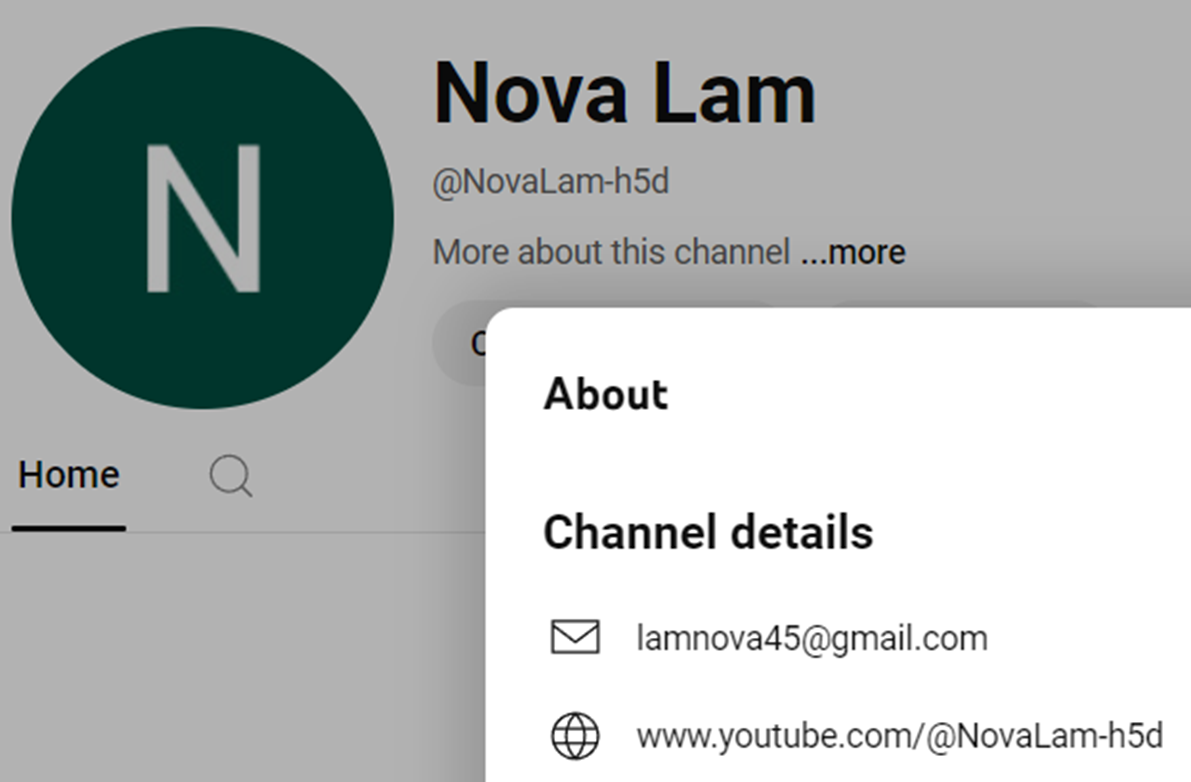 N
Nova Lam
@NovaLam-h5d
More about this channel ...more
Home
About
Channel details
lamnova45@gmail.com
www.youtube.com/@NovaLam-h5d